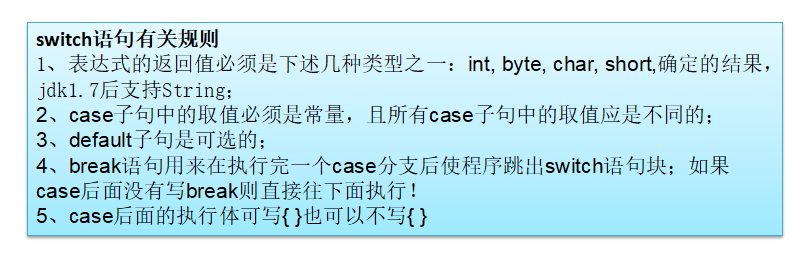 switch语句有关规则
1、表达式的返回值必须是下述几种类型之一：int, byte, char, short,确定的结果，
jdk1.7后支持String；
2、case子句中的取值必须是常量，且所有case子句中的取值应是不同的；
3、default子句是可选的；
4、break语句用来在执行完一个case分支后使程序跳出switch语句块；如果
case后面没有写break则直接往下面执行！
5、case后面的执行体可写{ }也可以不写{ }